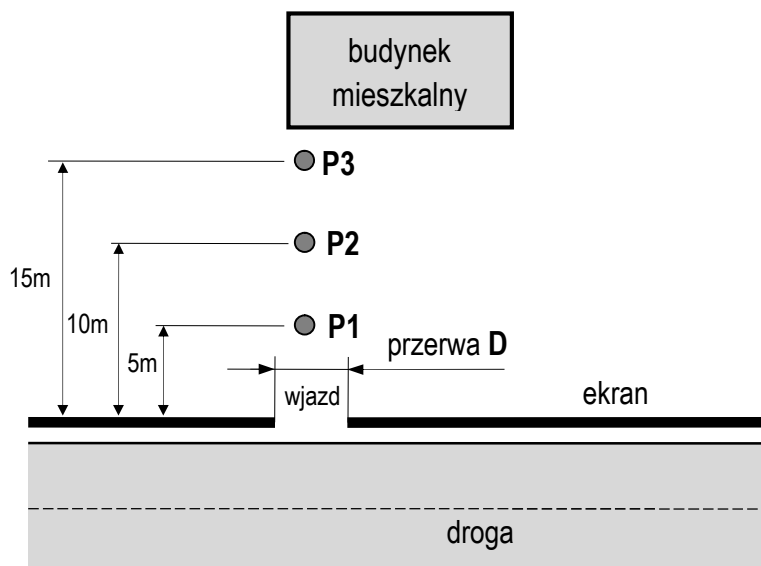 budynek
mieszkalny
P3
P2
15m
10m
P1
5m
przerwa D
wjazd
ekran
droga